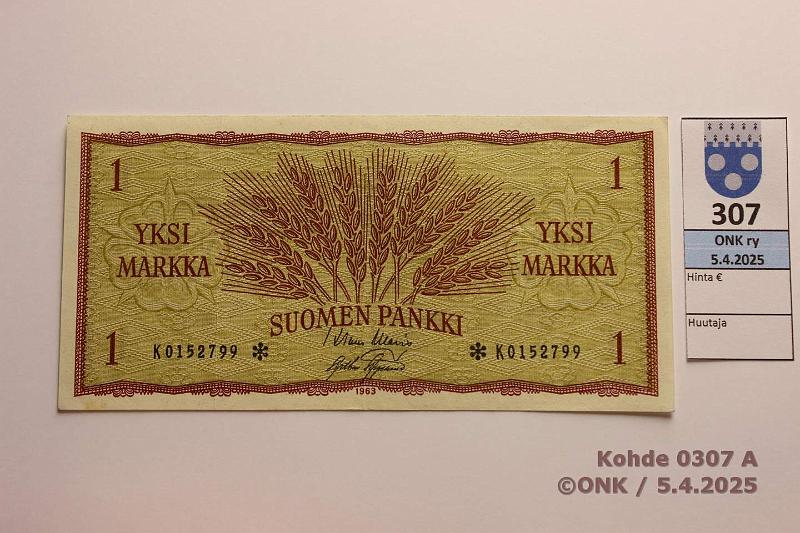 1 1
YKSI
MARKKA
YKSI
MARKKA
SUOMEN PANKKI
1 K0152799 * * K0152799 1
1963
307
ONK ry
5.4.2025
Hinta €
Huutaja
Kohde 0307 A
©ONK / 5.4.2025